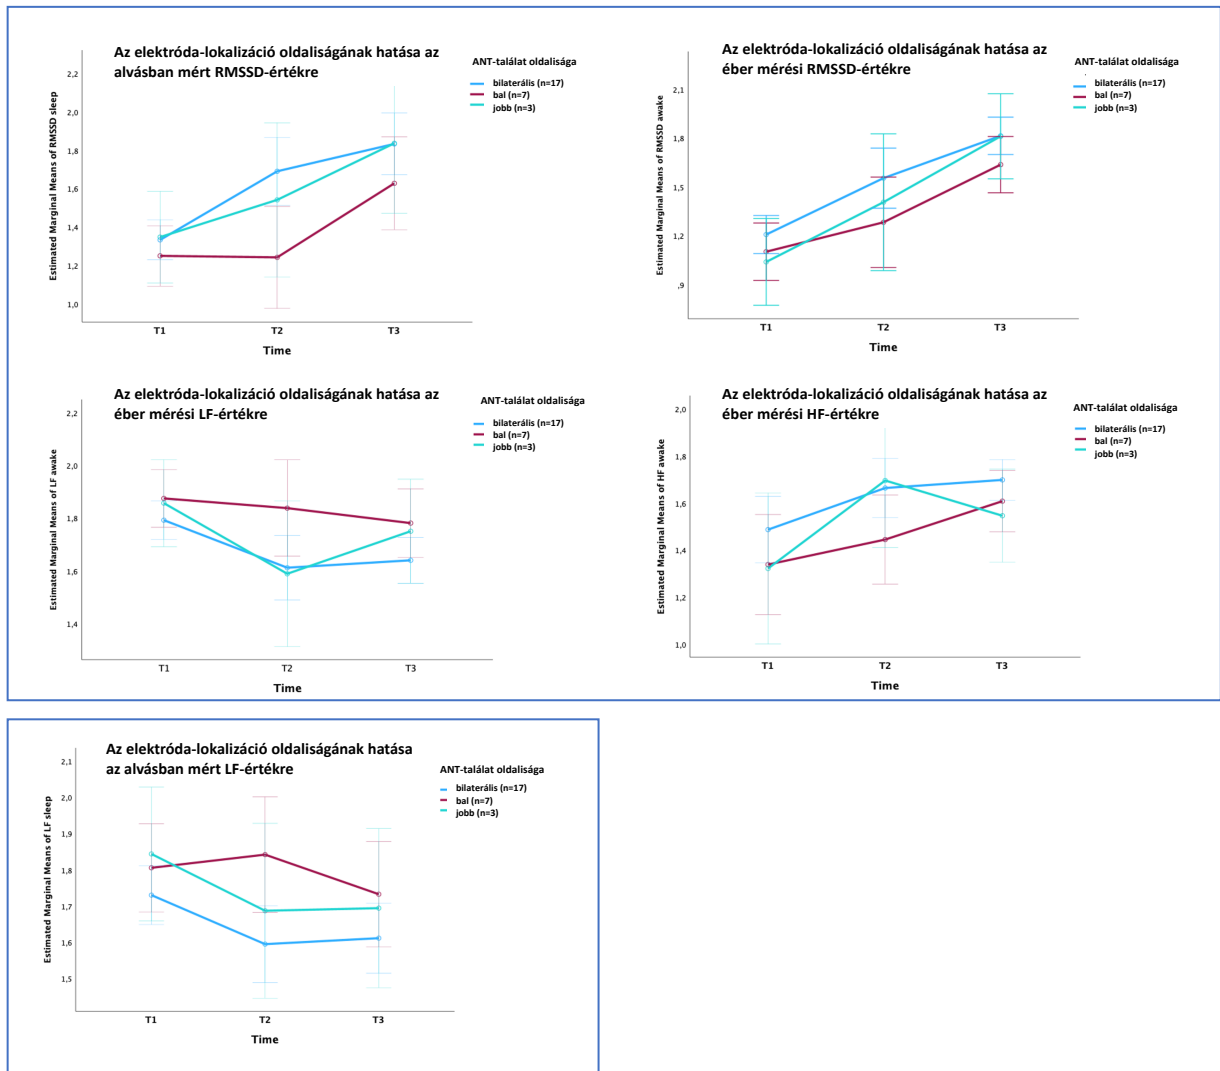 Az elektróda-lokalizáció oldaliságának hatása az
alvásban mért RMSSD-értékre
ANT-találat oldalisága
bilaterális (n=17)
bal (n=7)
jobb (n=3)
Estimated Marginal Means of RMSSD sleep
2,2
2,0
1,8
1,6
1,4
1,2
1,0
T1
T2
T3
Time
Az elektróda-lokalizáció oldaliságának hatása az
éber mérési RMSSD-értékre
ANT-találat oldalisága
bilaterális (n=17)
bal (n=7)
jobb (n=3)
Estimated Marginal Means of RMSSD awake
2,1
1,8
1,5
1,2
,9
T1
T2
T3
Time
Az elektróda-lokalizáció oldaliságának hatása az
éber mérési LF-értékre
ANT-találat oldalisága
bilaterális (n=17)
bal (n=7)
jobb (n=3)
Estimated Marginal Means of LF awake
2,2
2,0
1,8
1,6
1,4
T1
T2
T3
Time
Az elektróda-lokalizáció oldaliságának hatása az
éber mérési HF-értékre
ANT-találat oldalisága
bilaterális (n=17)
bal (n=7)
jobb (n=3)
Estimated Marginal Means of HF awake
2,0
1,8
1,6
1,4
1,2
1,0
T1
T2
T3
Time
Az elektróda-lokalizáció oldaliságának hatása
az alvásban mért LF-értékre
ANT-találat oldalisága
bilaterális (n=17)
bal (n=7)
jobb (n=3)
Estimated Marginal Means of LF sleep
2,1
2,0
1,9
1,8
1,7
1,6
1,5
T1
T2
T3
Time